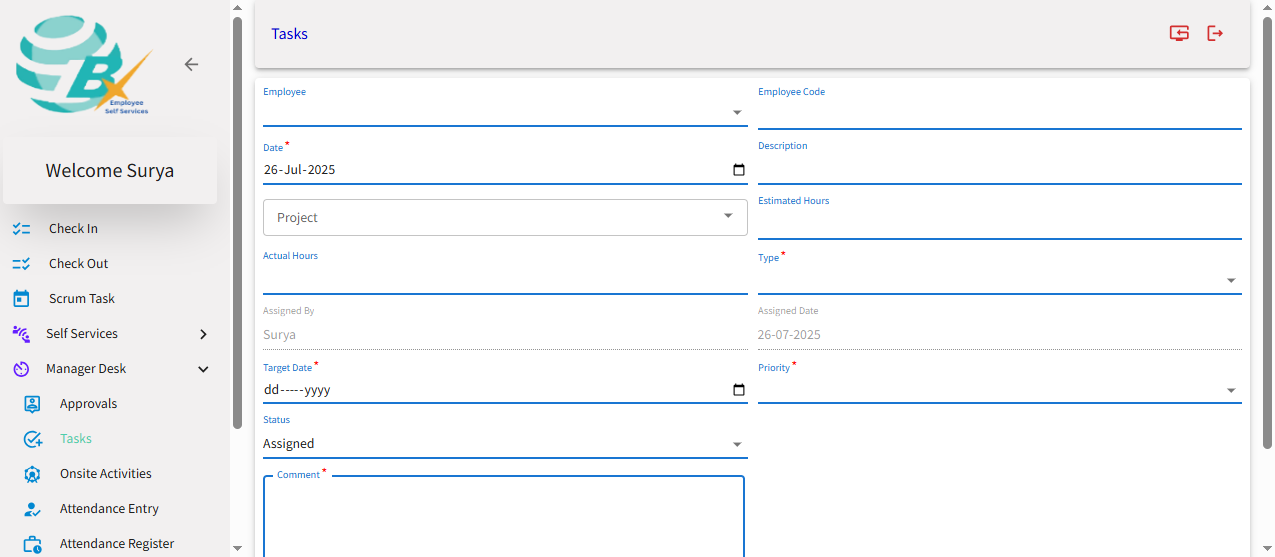 TBX
Employee
Self Services
Welcome Surya
Check In
Check Out
Scrum Task
Self Services
Manager Desk
Approvals
Tasks
Onsite Activities
Attendance Entry
Attendance Register
Tasks
Employee
Employee Code
Date *
26-Jul-2025
Description
Project
Estimated Hours
Actual Hours
Type *
Assigned By
Surya
Assigned Date
26-07-2025
Target Date *
dd-----yyyy
Priority *
Status
Assigned
Comment *